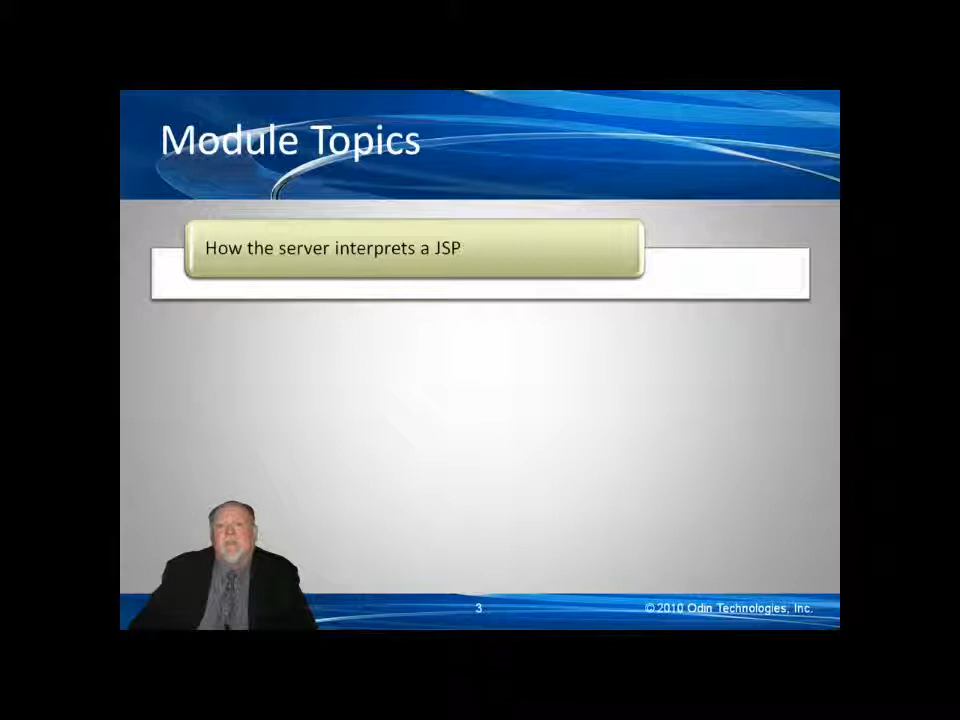 Module Topics
How the server interprets a JSP
3
© 2010 Odin Technologies, Inc.